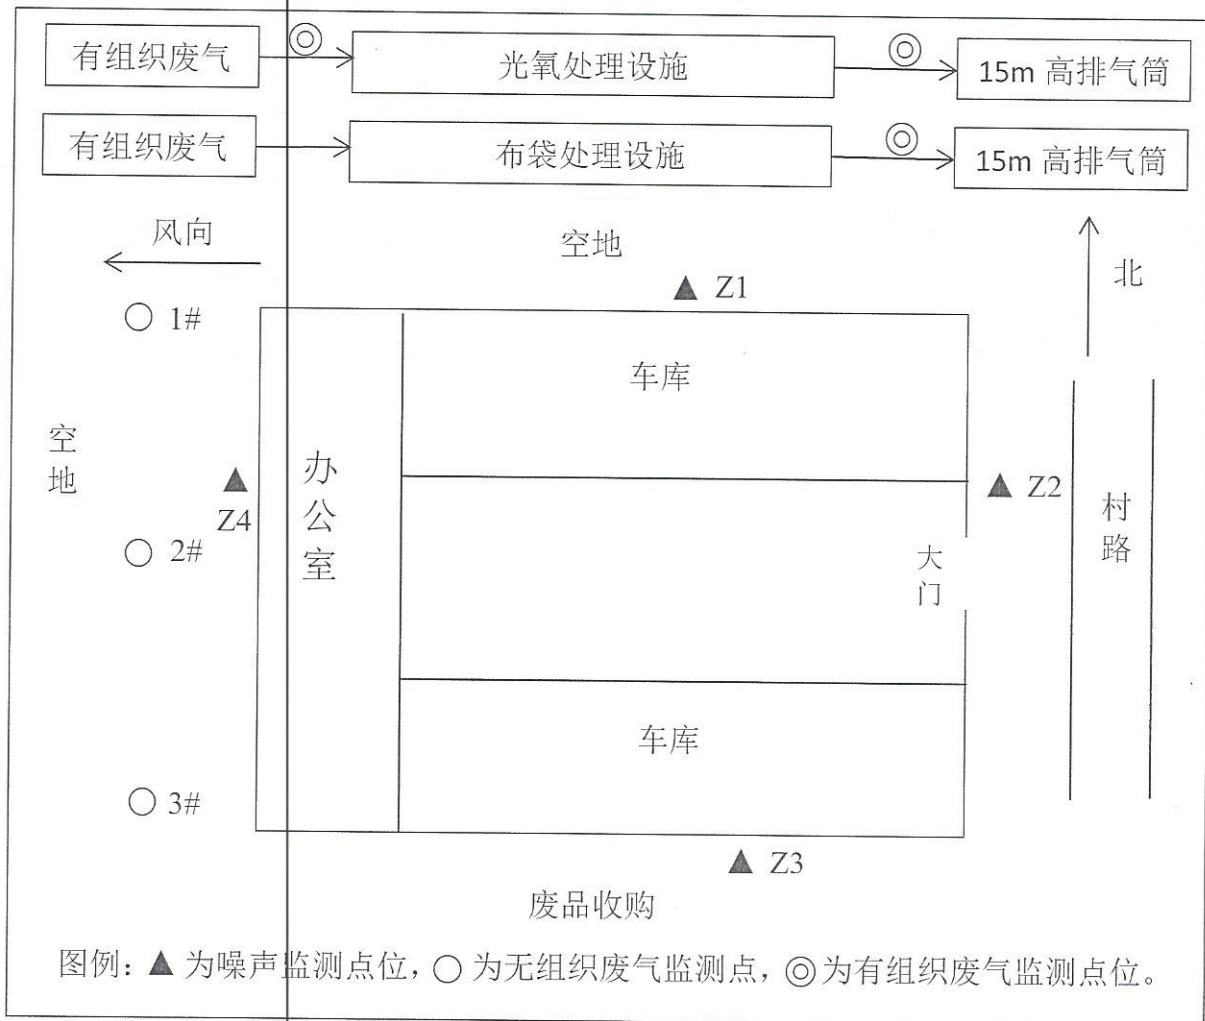 有组织废气 ◎ 光氧处理设施 ◎ 15m 高排气筒
有组织废气 布袋处理设施 ◎ 15m 高排气筒
风向
空地
北
▲ Z1
○ 1#
车库
空地
▲
Z4
办公室
▲ Z2
村路
○ 2#
大门
车库
○ 3#
▲ Z3
废品收购
图例：▲ 为噪声监测点位，○ 为无组织废气监测点，◎为有组织废气监测点位。